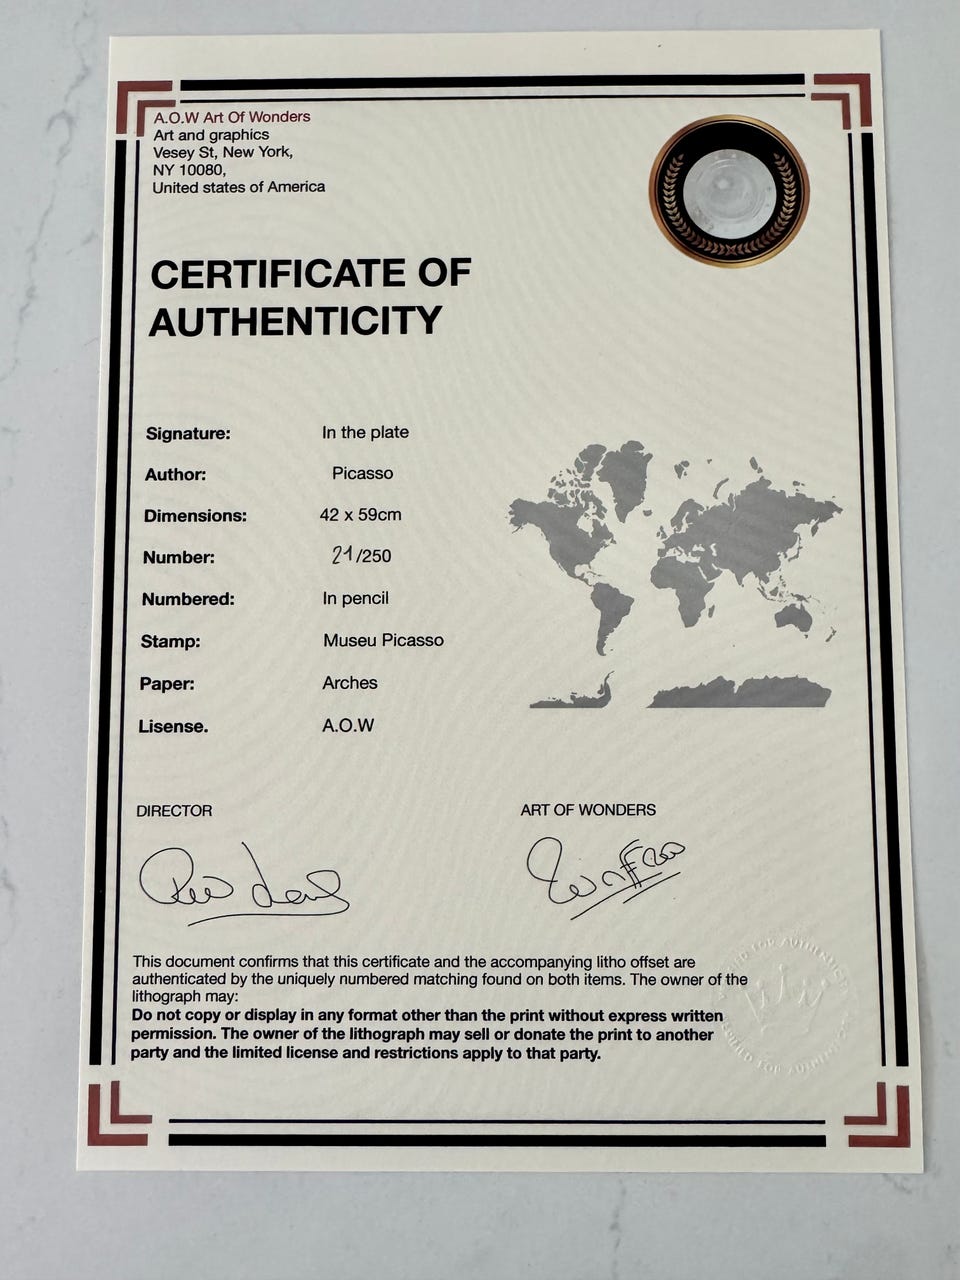 A.O.W Art Of Wonders
Art and graphics
Vesey St, New York,
NY 10080,
United states of America
CERTIFICATE OF
AUTHENTICITY
Signature: In the plate
Author: Picasso
Dimensions: 42 x 59cm
Number: 21/250
Numbered: In pencil
Stamp: Museu Picasso
Paper: Arches
Lisense. A.O.W
DIRECTOR
ART OF WONDERS
This document confirms that this certificate and the accompanying litho offset are
authenticated by the uniquely numbered matching found on both items. The owner of the
lithograph may:
Do not copy or display in any format other than the print without express written
permission. The owner of the lithograph may sell or donate the print to another
party and the limited license and restrictions apply to that party.